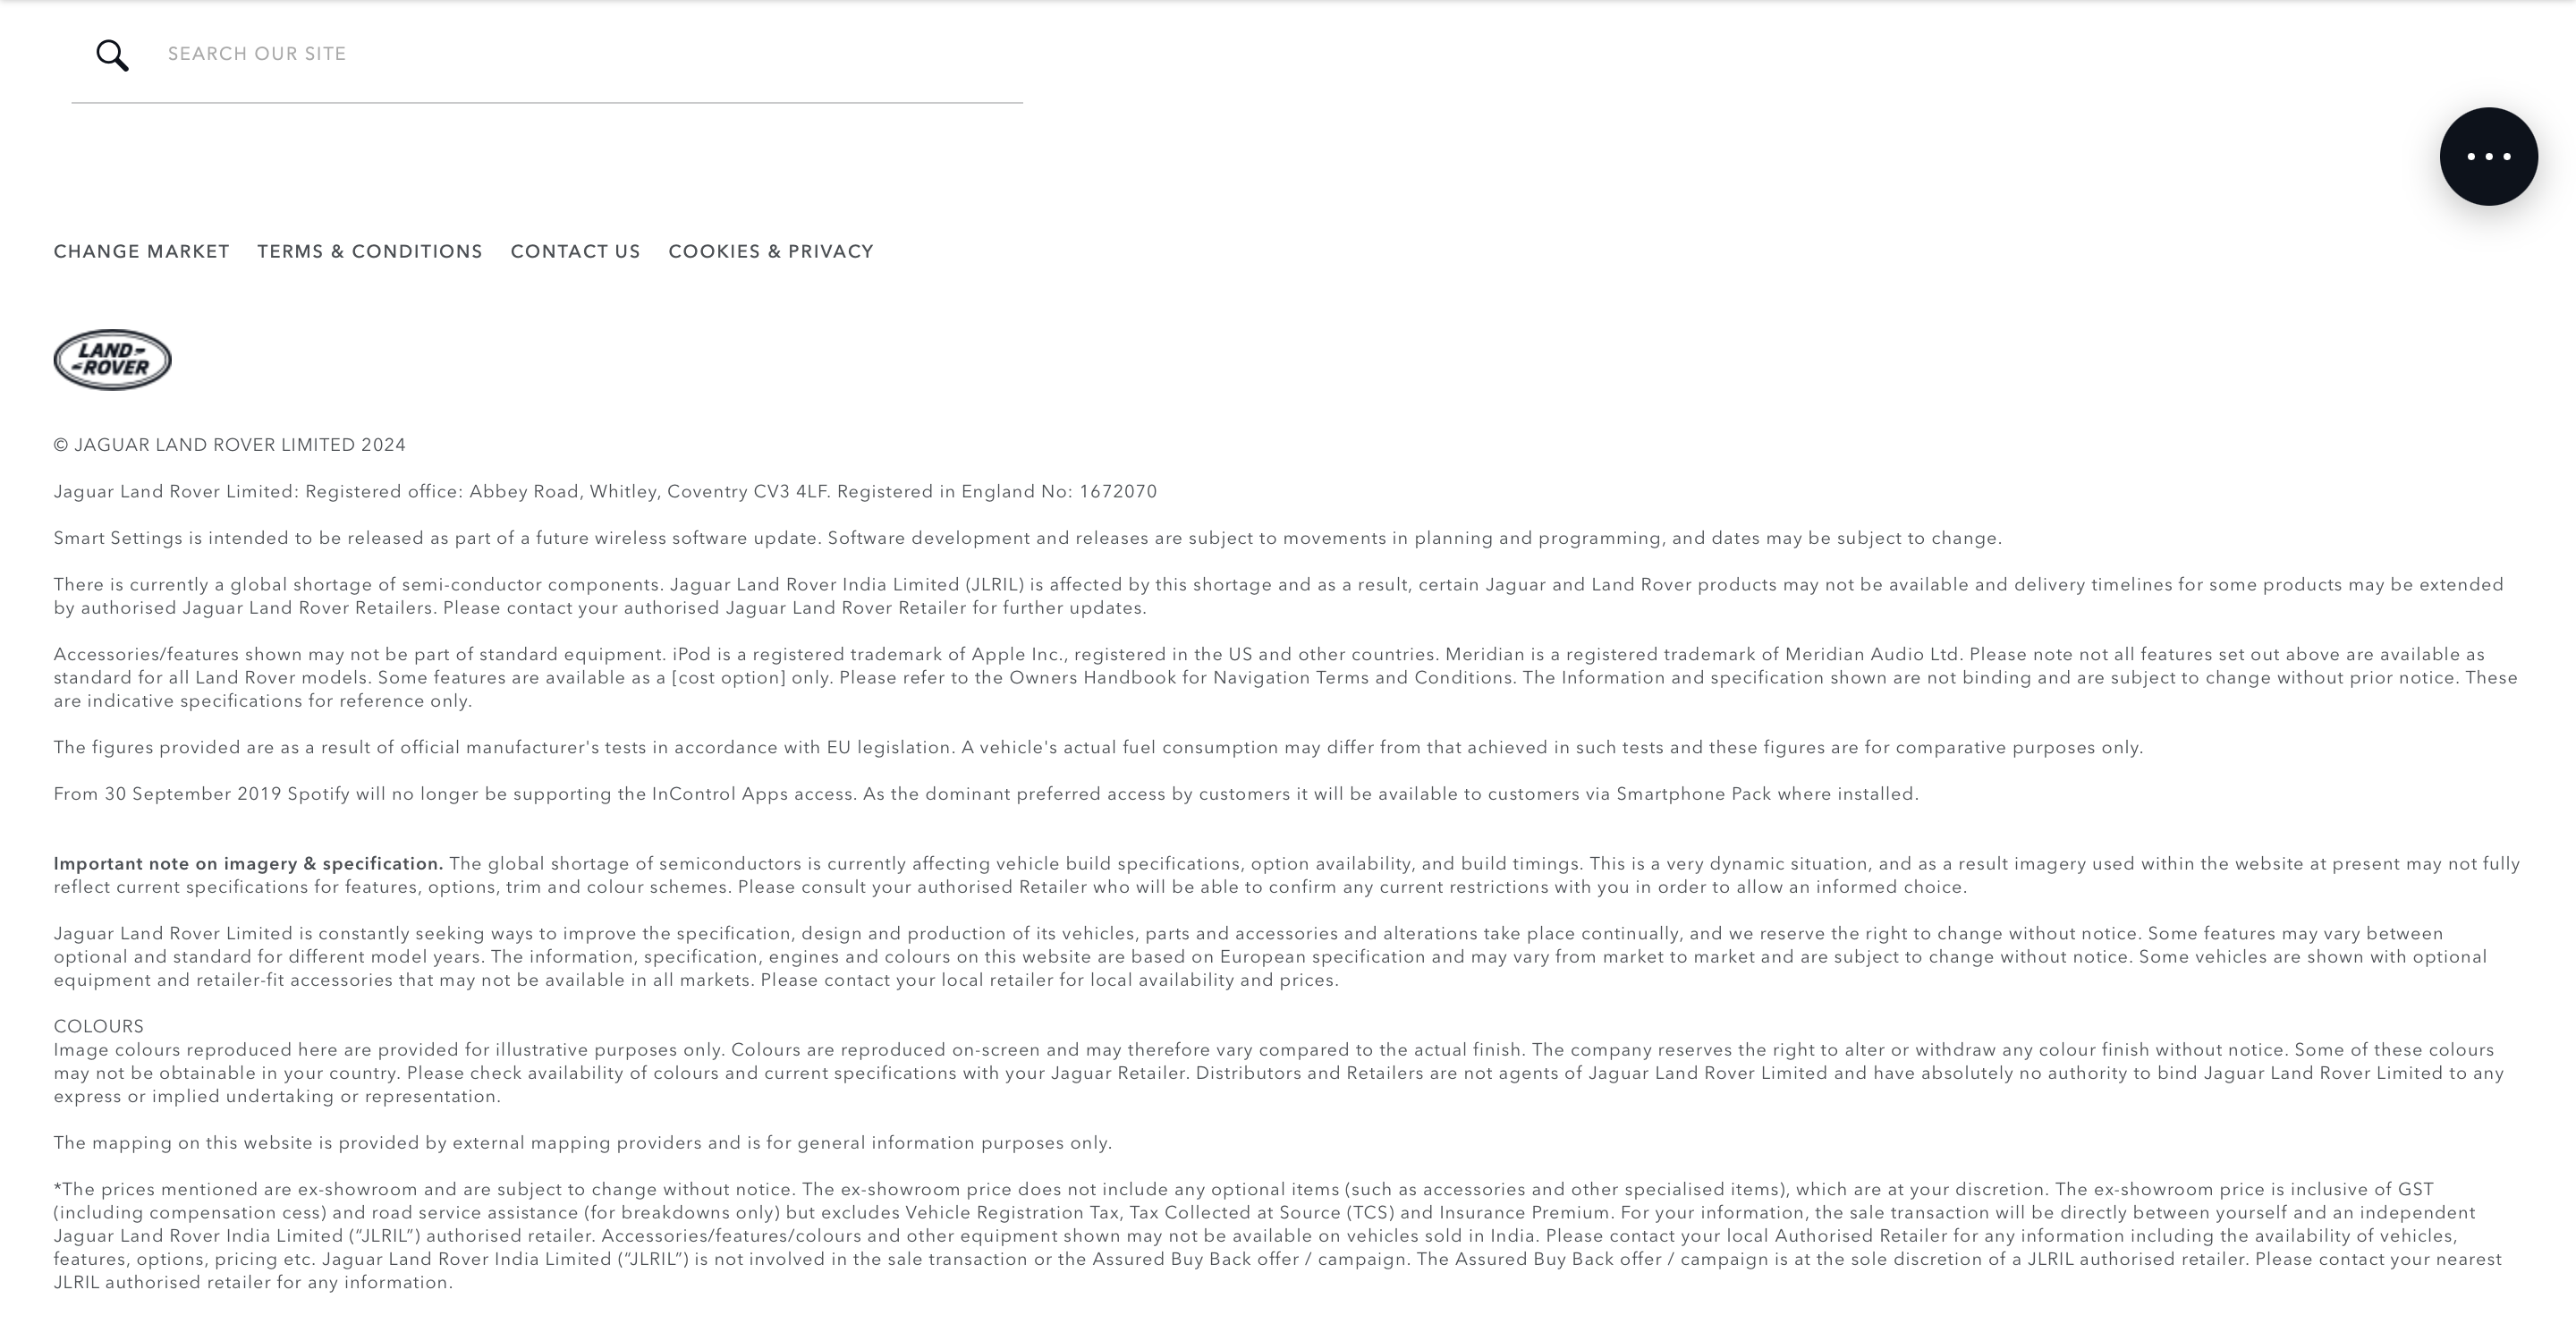 SEARCH OUR SITE
CHANGE MARKET TERMS & CONDITIONS CONTACT US COOKIES & PRIVACY
LAND-
-ROVER
© JAGUAR LAND ROVER LIMITED 2024
Jaguar Land Rover Limited: Registered office: Abbey Road, Whitley, Coventry CV3 4LF. Registered in England No: 1672070
Smart Settings is intended to be released as part of a future wireless software update. Software development and releases are subject to movements in planning and programming, and dates may be subject to change.
There is currently a global shortage of semi-conductor components. Jaguar Land Rover India Limited (JLRIL) is affected by this shortage and as a result, certain Jaguar and Land Rover products may not be available and delivery timelines for some products may be extended
by authorised Jaguar Land Rover Retailers. Please contact your authorised Jaguar Land Rover Retailer for further updates.
Accessories/features shown may not be part of standard equipment. iPod is a registered trademark of Apple Inc., registered in the US and other countries. Meridian is a registered trademark of Meridian Audio Ltd. Please note not all features set out above are available as
standard for all Land Rover models. Some features are available as a [cost option] only. Please refer to the Owners Handbook for Navigation Terms and Conditions. The Information and specification shown are not binding and are subject to change without prior notice. These
are indicative specifications for reference only.
The figures provided are as a result of official manufacturer's tests in accordance with EU legislation. A vehicle's actual fuel consumption may differ from that achieved in such tests and these figures are for comparative purposes only.
From 30 September 2019 Spotify will no longer be supporting the InControl Apps access. As the dominant preferred access by customers it will be available to customers via Smartphone Pack where installed.
Important note on imagery & specification. The global shortage of semiconductors is currently affecting vehicle build specifications, option availability, and build timings. This is a very dynamic situation, and as a result imagery used within the website at present may not fully
reflect current specifications for features, options, trim and colour schemes. Please consult your authorised Retailer who will be able to confirm any current restrictions with you in order to allow an informed choice.
Jaguar Land Rover Limited is constantly seeking ways to improve the specification, design and production of its vehicles, parts and accessories and alterations take place continually, and we reserve the right to change without notice. Some features may vary between
optional and standard for different model years. The information, specification, engines and colours on this website are based on European specification and may vary from market to market and are subject to change without notice. Some vehicles are shown with optional
equipment and retailer-fit accessories that may not be available in all markets. Please contact your local retailer for local availability and prices.
COLOURS
Image colours reproduced here are provided for illustrative purposes only. Colours are reproduced on-screen and may therefore vary compared to the actual finish. The company reserves the right to alter or withdraw any colour finish without notice. Some of these colours
may not be obtainable in your country. Please check availability of colours and current specifications with your Jaguar Retailer. Distributors and Retailers are not agents of Jaguar Land Rover Limited and have absolutely no authority to bind Jaguar Land Rover Limited to any
express or implied undertaking or representation.
The mapping on this website is provided by external mapping providers and is for general information purposes only.
*The prices mentioned are ex-showroom and are subject to change without notice. The ex-showroom price does not include any optional items (such as accessories and other specialised items), which are at your discretion. The ex-showroom price is inclusive of GST
(including compensation cess) and road service assistance (for breakdowns only) but excludes Vehicle Registration Tax, Tax Collected at Source (TCS) and Insurance Premium. For your information, the sale transaction will be directly between yourself and an independent
Jaguar Land Rover India Limited (“JLRIL”) authorised retailer. Accessories/features/colours and other equipment shown may not be available on vehicles sold in India. Please contact your local Authorised Retailer for any information including the availability of vehicles,
features, options, pricing etc. Jaguar Land Rover India Limited (“JLRIL”) is not involved in the sale transaction or the Assured Buy Back offer / campaign. The Assured Buy Back offer / campaign is at the sole discretion of a JLRIL authorised retailer. Please contact your nearest
JLRIL authorised retailer for any information.